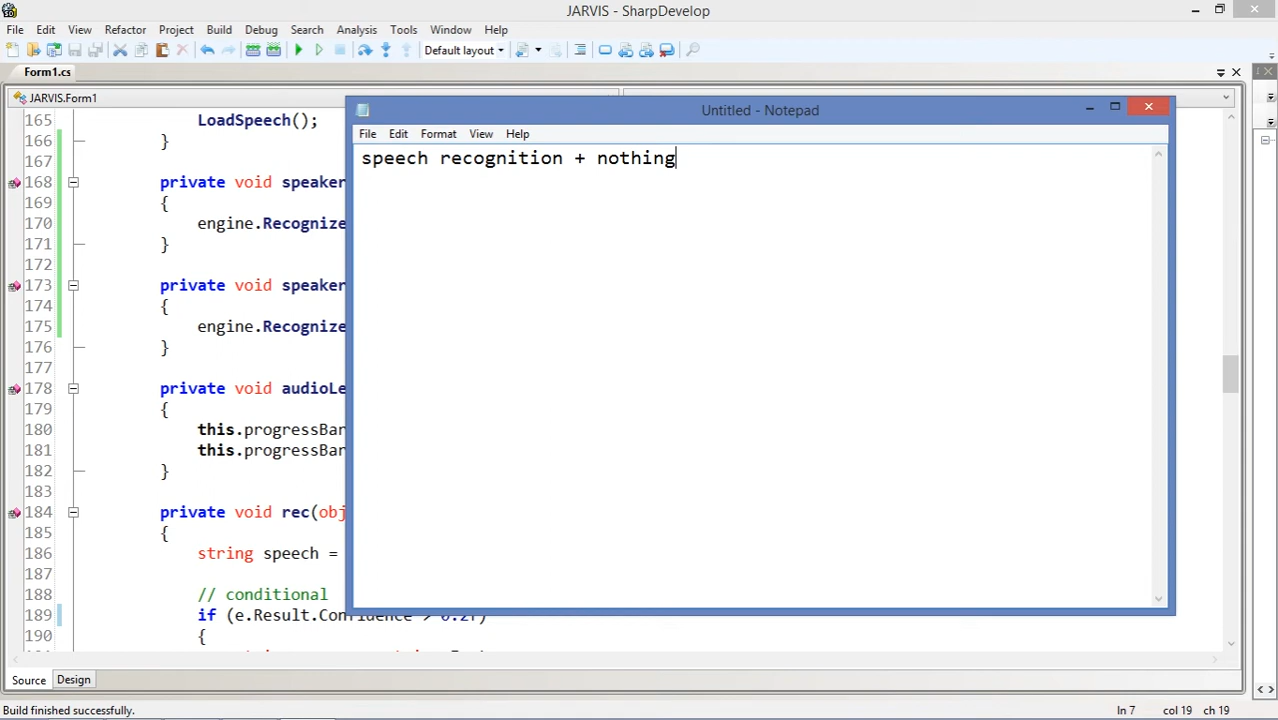 JARVIS - SharpDevelop
File Edit View Refactor Project Build Debug Search Analysis Tools Window Help
Default layout
Form1.cs
JARVIS.Form1
165 LoadSpeech();
166 }
167
168 private void speaker
169 {
170 engine.Recognize
171 }
172
173 private void speaker
174 {
175 engine.Recognize
176 }
177
178 private void audioLe
179 {
180 this.progressBar
181 this.progressBar
182 }
183
184 private void rec(obj
185 {
186 string speech =
187
188 // conditional
189 if (e.Result.Confidence > 0.2f)
190 {
Untitled - Notepad
File Edit Format View Help
speech recognition + nothing
Source Design
Build finished successfully. ln 7 col 19 ch 19